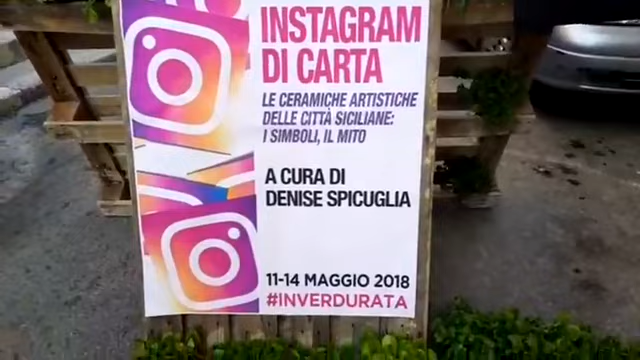 INSTAGRAM
DI CARTA
LE CERAMICHE ARTISTICHE
DELLE CITTÀ SICILIANE:
I SIMBOLI, IL MITO
A CURA DI
DENISE SPICUGLIA
11-14 MAGGIO 2018
#INVERDURATA